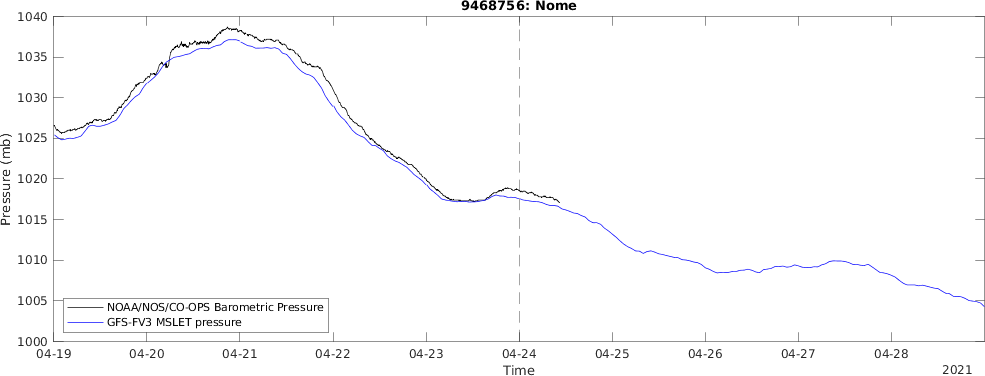 9468756: Nome
1040
1035
1030
1025
1020
1015
1010
1005
1000
Pressure (mb)
NOAA/NOS/CO-OPS Barometric Pressure
GFS-FV3 MSLET pressure
04-19 04-20 04-21 04-22 04-23 04-24 04-25 04-26 04-27 04-28
Time
2021